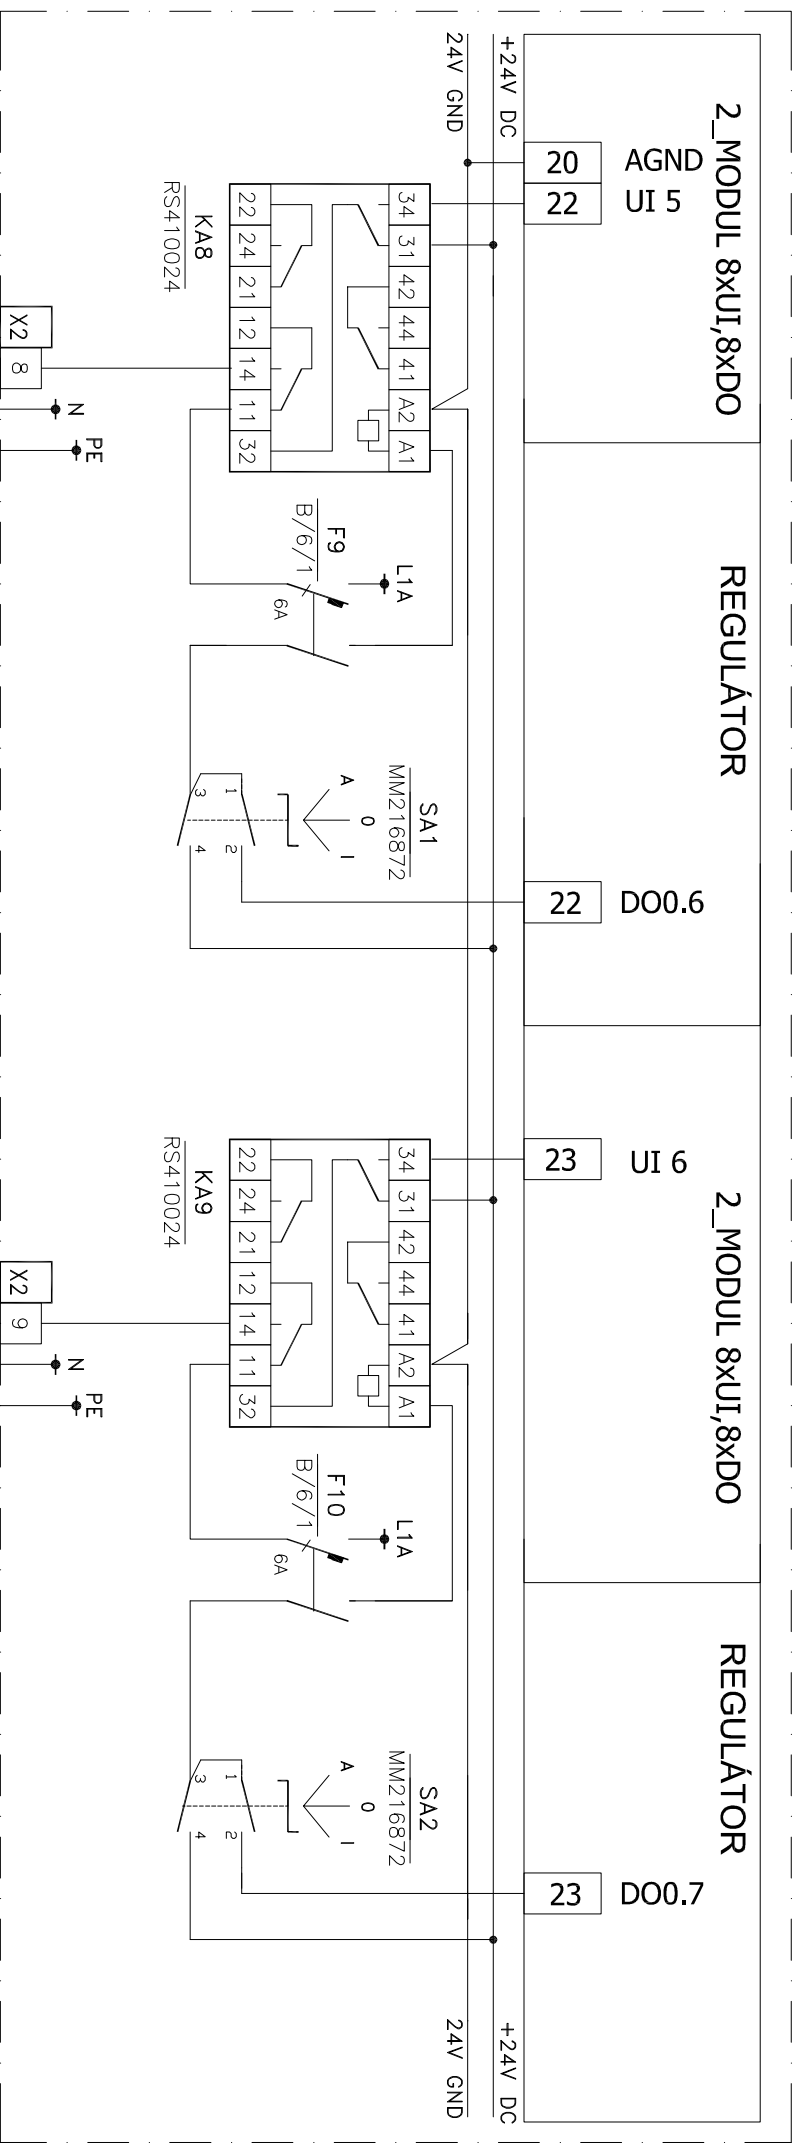 2_MODUL 8xUI,8xDO
REGULÁTOR
2_MODUL 8xUI,8xDO
REGULÁTOR
AGND
UI 5
DO0.6
UI 6
DO0.7
20
22
22
23
23
+24V DC
+24V DC
24V GND
24V GND
34 31 42 44 41 A2 A1
22 24 21 12 14 11 32
KA8
RS410024
L1A
F9
B/6/1
6A
SA1
MM216872
A 0 I
1 2
3 4
X2 8
N
PE
34 31 42 44 41 A2 A1
22 24 21 12 14 11 32
KA9
RS410024
L1A
F10
B/6/1
6A
SA2
MM216872
A 0 I
1 2
3 4
X2 9
N
PE